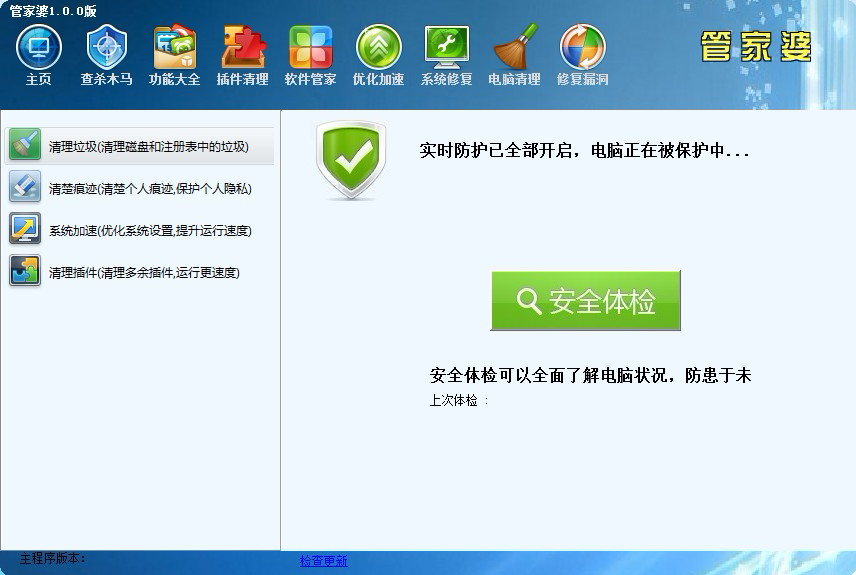 管家婆1.0.0版
主页 查杀木马 功能大全 插件清理 软件管家 优化加速 系统修复 电脑清理 修复漏洞
管家婆
清理垃圾(清理磁盘和注册表中的垃圾)
清楚痕迹(清楚个人痕迹,保护个人隐私)
系统加速(优化系统设置,提升运行速度)
清理插件(清理多余插件,运行更速度)
实时防护已全部开启，电脑正在被保护中...
安全体检
安全体检可以全面了解电脑状况，防患于未
上次体检：
主程序版本：
检查更新